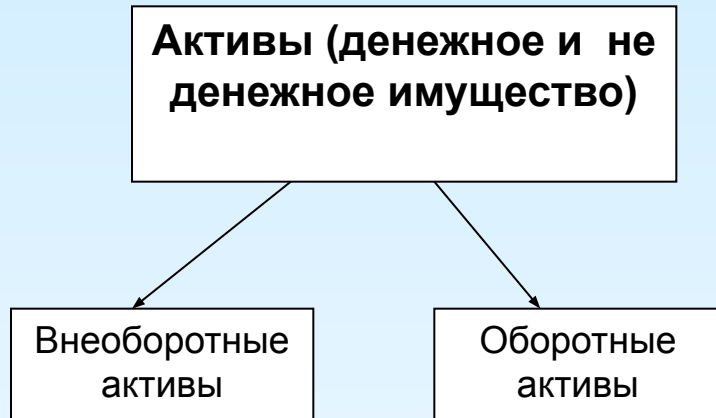 Активы (денежное и не
денежное имущество)
Внеоборотные
активы
Оборотные
активы